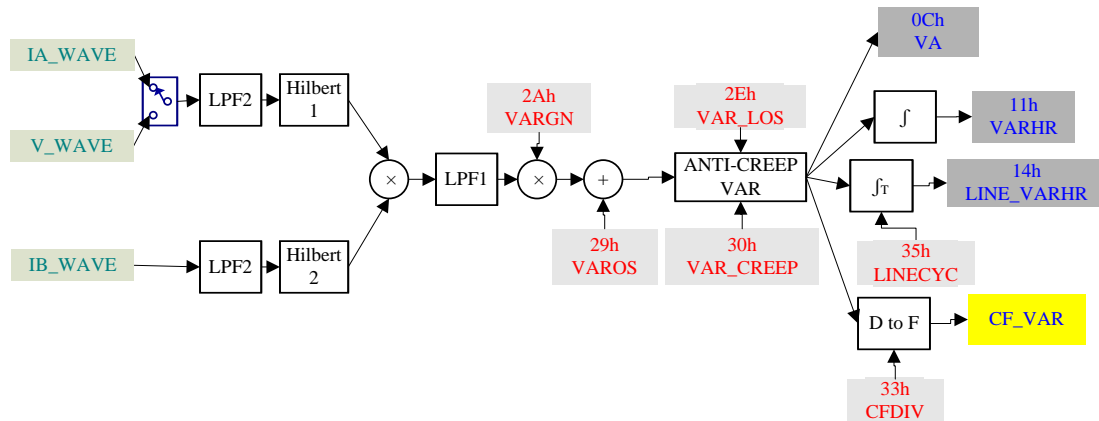 0Ch
VA
IA_WAVE
LPF2
Hilbert
1
2Ah
VARGN
2Eh
VAR_LOS
∫
11h
VARHR
V_WAVE
×
LPF1
×
+
ANTI-CREEP
VAR
∫T
14h
LINE_VARHR
IB_WAVE
LPF2
Hilbert
2
29h
VAROS
30h
VAR_CREEP
35h
LINECYC
D to F
CF_VAR
33h
CFDIV